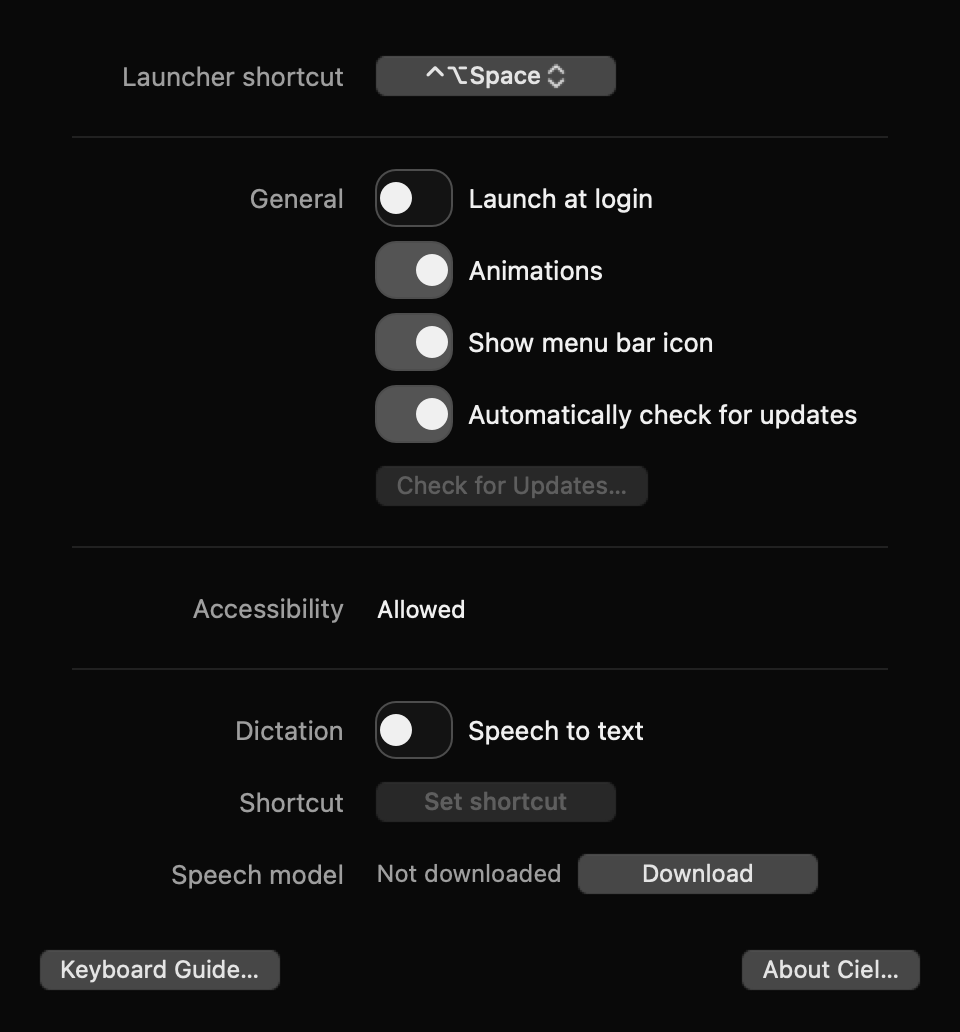 Launcher shortcut ^⌥Space
General Launch at login
Animations
Show menu bar icon
Automatically check for updates
Check for Updates...
Accessibility Allowed
Dictation Speech to text
Shortcut Set shortcut
Speech model Not downloaded Download
Keyboard Guide... About Ciel...